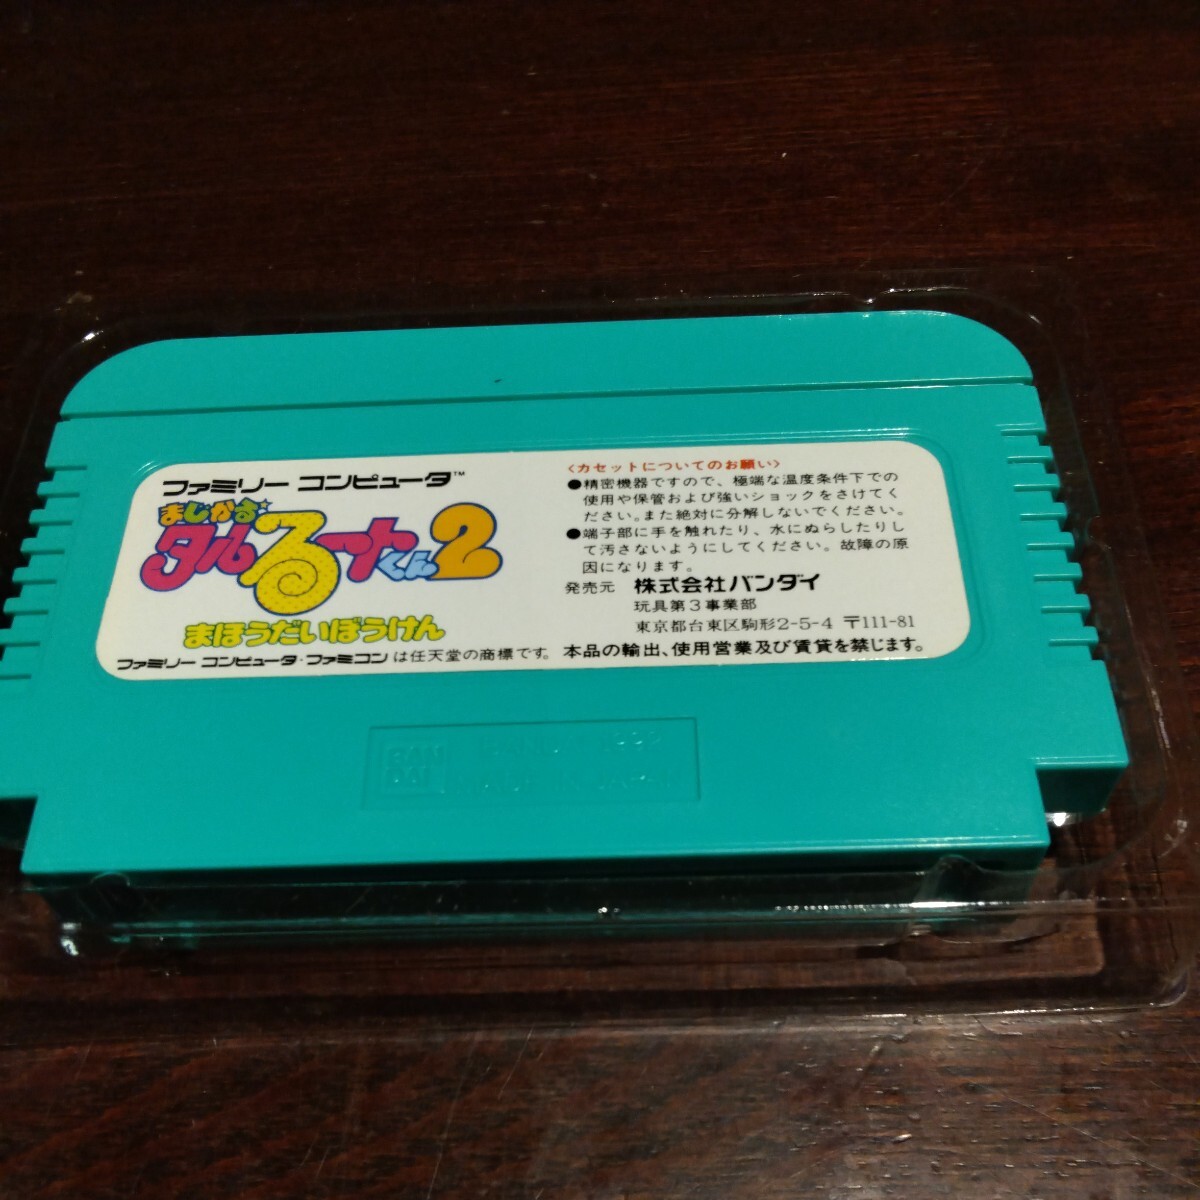 ファミリー コンピュータ™
まじかる☆
タルるートくん2
まほうだいぼうけん
ファミリー コンピュータ・ファミコン は任天堂の商標です。
〈カセットについてのお願い〉
●精密機器ですので、極端な温度条件下での
使用や保管および強いショックをさけてく
ださい。また絶対に分解しないでください。
●端子部に手を触れたり、水にぬらしたりし
て汚さないようにしてください。故障の原
因になります。
発売元 株式会社バンダイ
玩具第3事業部
東京都台東区駒形2-5-4 〒111-81
本品の輸出、使用営業及び賃貸を禁じます。
BAN
DAI
BANDAI 1992
MADE IN JAPAN